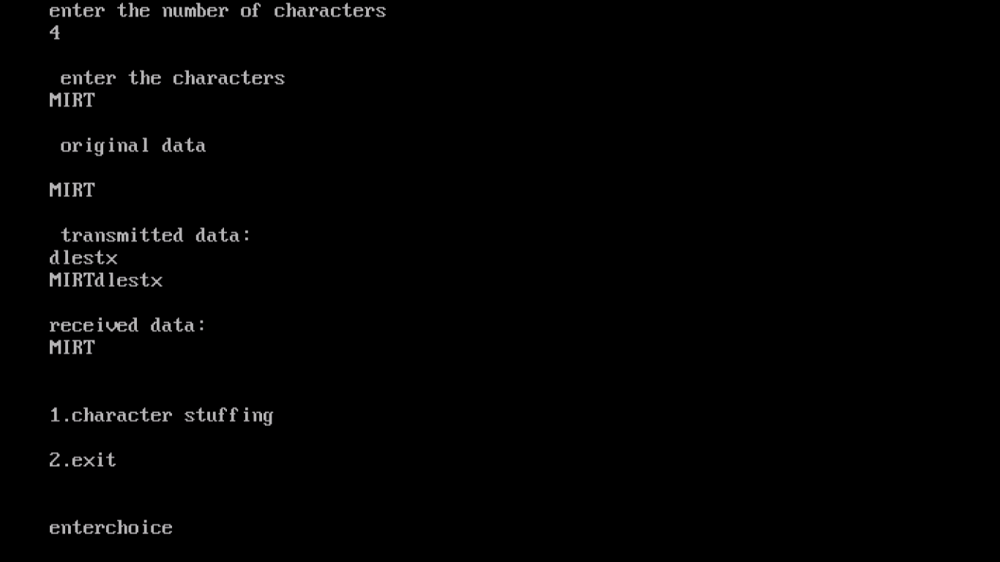 enter the number of characters
4
enter the characters
MIRT
original data
MIRT
transmitted data:
dlestx
MIRTdlestx
received data:
MIRT
1.character stuffing
2.exit
enterchoice